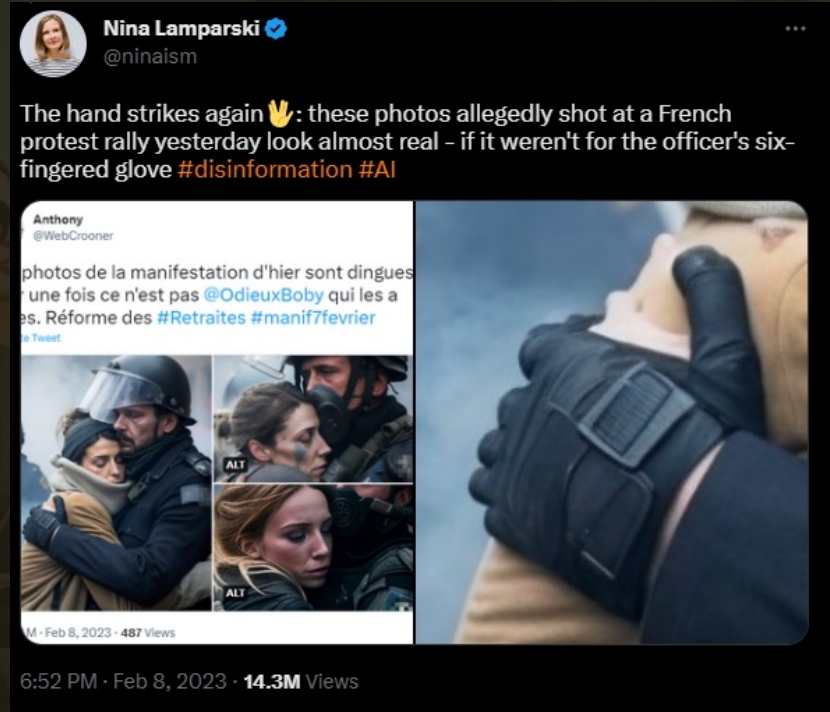 Nina Lamparski
@ninaism
The hand strikes again🖖: these photos allegedly shot at a French
protest rally yesterday look almost real – if it weren't for the officer's six-
fingered glove #disinformation #AI
Anthony
@WebCrooner
photos de la manifestation d'hier sont dingues
une fois ce n'est pas @OdieuxBoby qui les a
es. Réforme des #Retraites #manif7fevrier
Tweet
ALT
ALT
M · Feb 8, 2023 · 487 Views
6:52 PM · Feb 8, 2023 · 14.3M Views